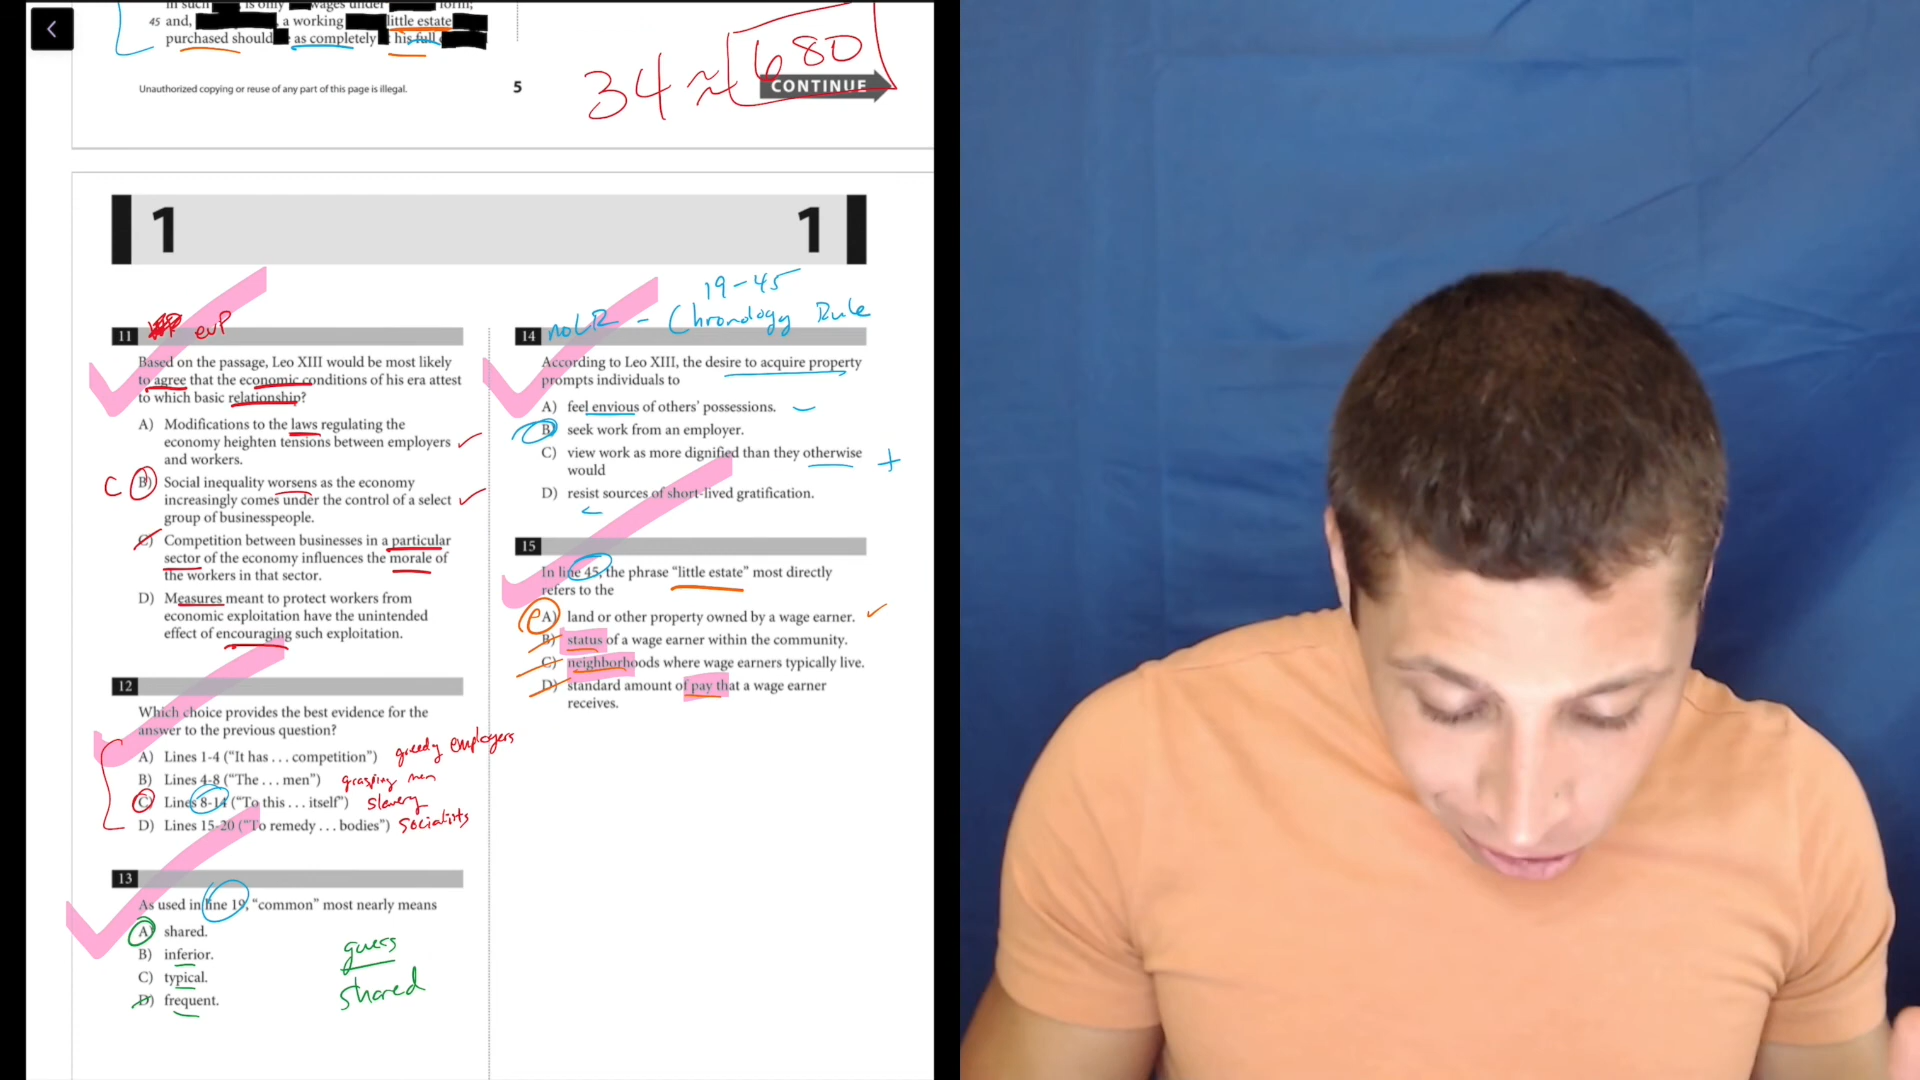 in such is only wages under form;
45 and, a working little estate
purchased should as completely his full
34 ≈ 680
CONTINUE
Unauthorized copying or reuse of any part of this page is illegal.
5
1
1
11
evP
Based on the passage, Leo XIII would be most likely
to agree that the economic conditions of his era attest
to which basic relationship?
A) Modifications to the laws regulating the
economy heighten tensions between employers
and workers.
C B) Social inequality worsens as the economy
increasingly comes under the control of a select
group of businesspeople.
C) Competition between businesses in a particular
sector of the economy influences the morale of
the workers in that sector.
D) Measures meant to protect workers from
economic exploitation have the unintended
effect of encouraging such exploitation.
12
Which choice provides the best evidence for the
answer to the previous question?
A) Lines 1-4 (“It has . . . competition”) greedy employers
B) Lines 4-8 (“The . . . men”) grasping men
C) Lines 8-14 (“To this . . . itself”) slavery
D) Lines 15-20 (“To remedy . . . bodies”) Socialists
13
As used in line 19, “common” most nearly means
A) shared.
B) inferior.
C) typical.
D) frequent.
guess
shared
19-45
14
noLR - Chronology Rule
According to Leo XIII, the desire to acquire property
prompts individuals to
A) feel envious of others’ possessions. –
B) seek work from an employer.
C) view work as more dignified than they otherwise
would +
D) resist sources of short-lived gratification.
15
In line 45, the phrase “little estate” most directly
refers to the
A) land or other property owned by a wage earner.
B) status of a wage earner within the community.
C) neighborhoods where wage earners typically live.
D) standard amount of pay that a wage earner
receives.